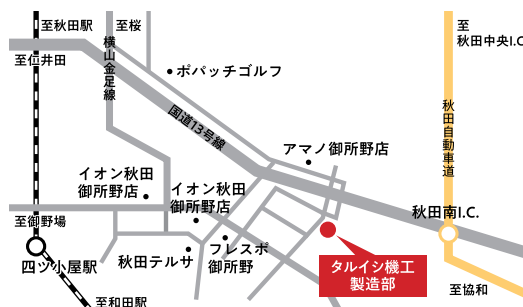 至秋田駅
至桜
至
秋田中央I.C.
至仁井田
横山金足線
ポパッチゴルフ
国道13号線
秋田自動車道
アマノ御所野店
イオン秋田
御所野店
イオン秋田
御所野店
至御野場
秋田南I.C.
四ツ小屋駅
秋田テルサ
フレスポ
御所野
タルイシ機工
製造部
至協和
至和田駅